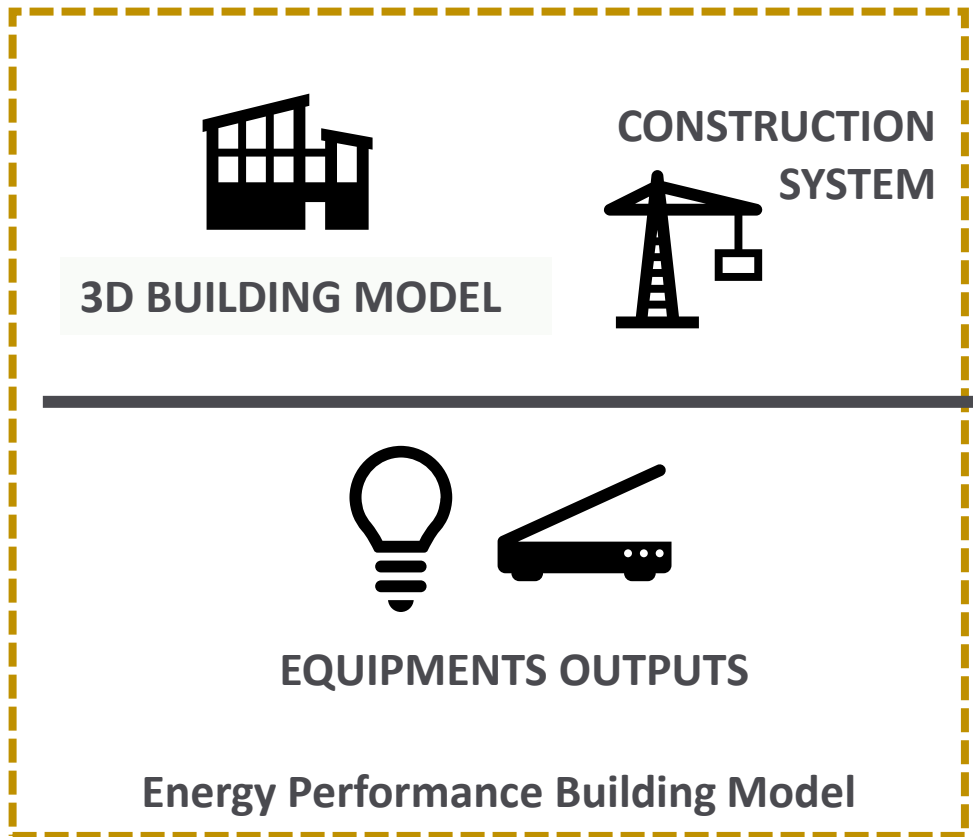 CONSTRUCTION
SYSTEM
3D BUILDING MODEL
EQUIPMENTS OUTPUTS
Energy Performance Building Model